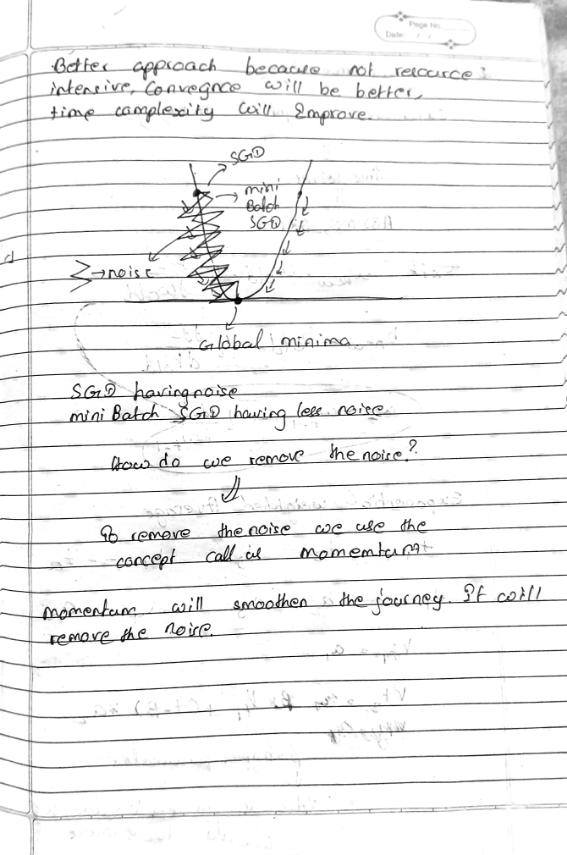 Page No.
Date: / /
Better approach because not resource
intensive, Convegnce will be better,
time complexity will Improve.
SGD
mini
Batch
SGD
→noise
Global minima
SGD having noise
mini Batch SGD having less noise
How do we remove the noise?
To remove the noise we use the
concept call as momemtum
momentum will smoothen the journey. It will
remove the noise.